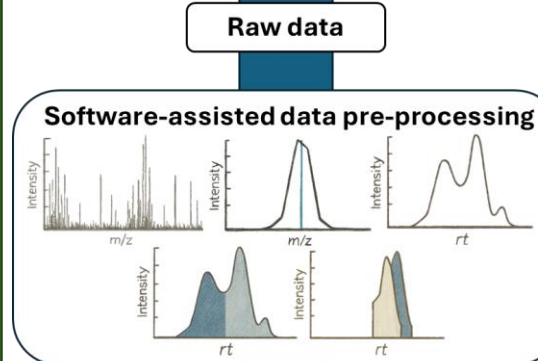 Raw data
Software-assisted data pre-processing
Intensity
m/z
Intensity
m/z
Intensity
rt
Intensity
rt
Intensity
rt